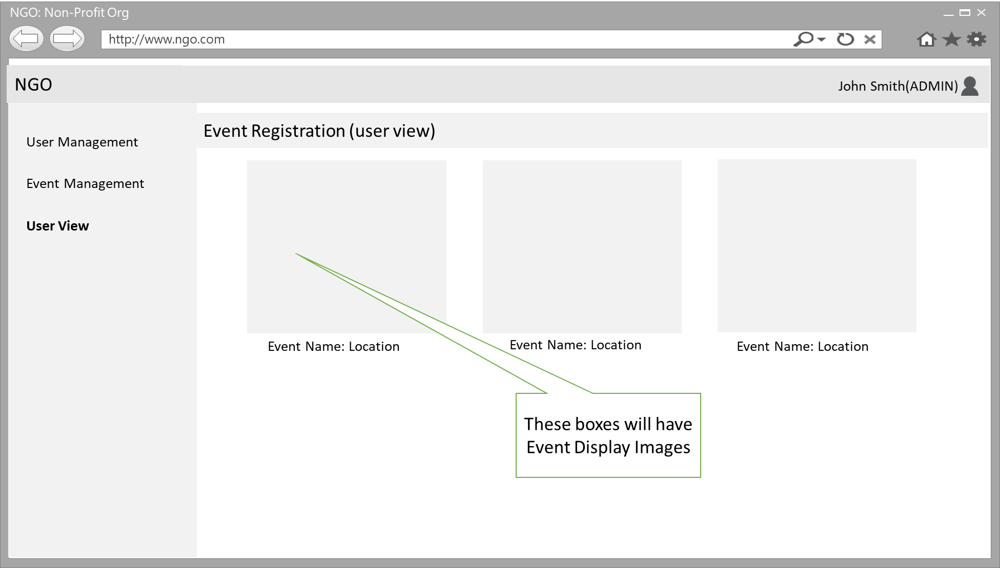 NGO: Non-Profit Org
http://www.ngo.com
NGO
John Smith(ADMIN)
User Management
Event Management
User View
Event Registration (user view)
Event Name: Location
Event Name: Location
Event Name: Location
These boxes will have
Event Display Images